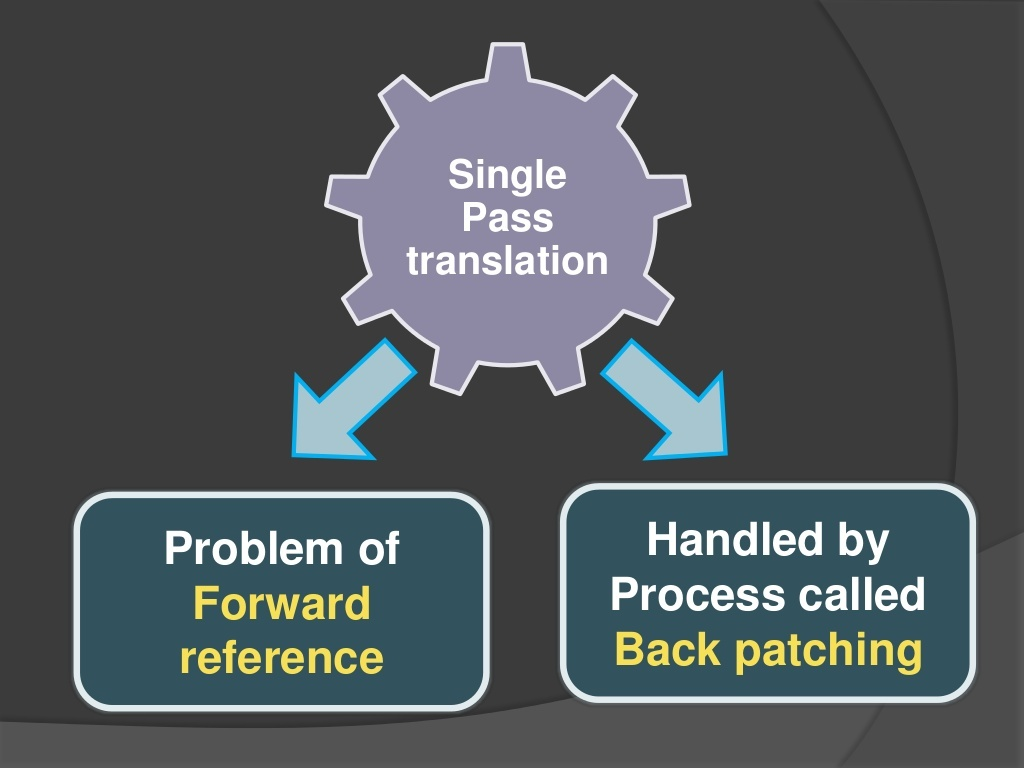 Single
Pass
translation
Problem of
Forward
reference
Handled by
Process called
Back patching